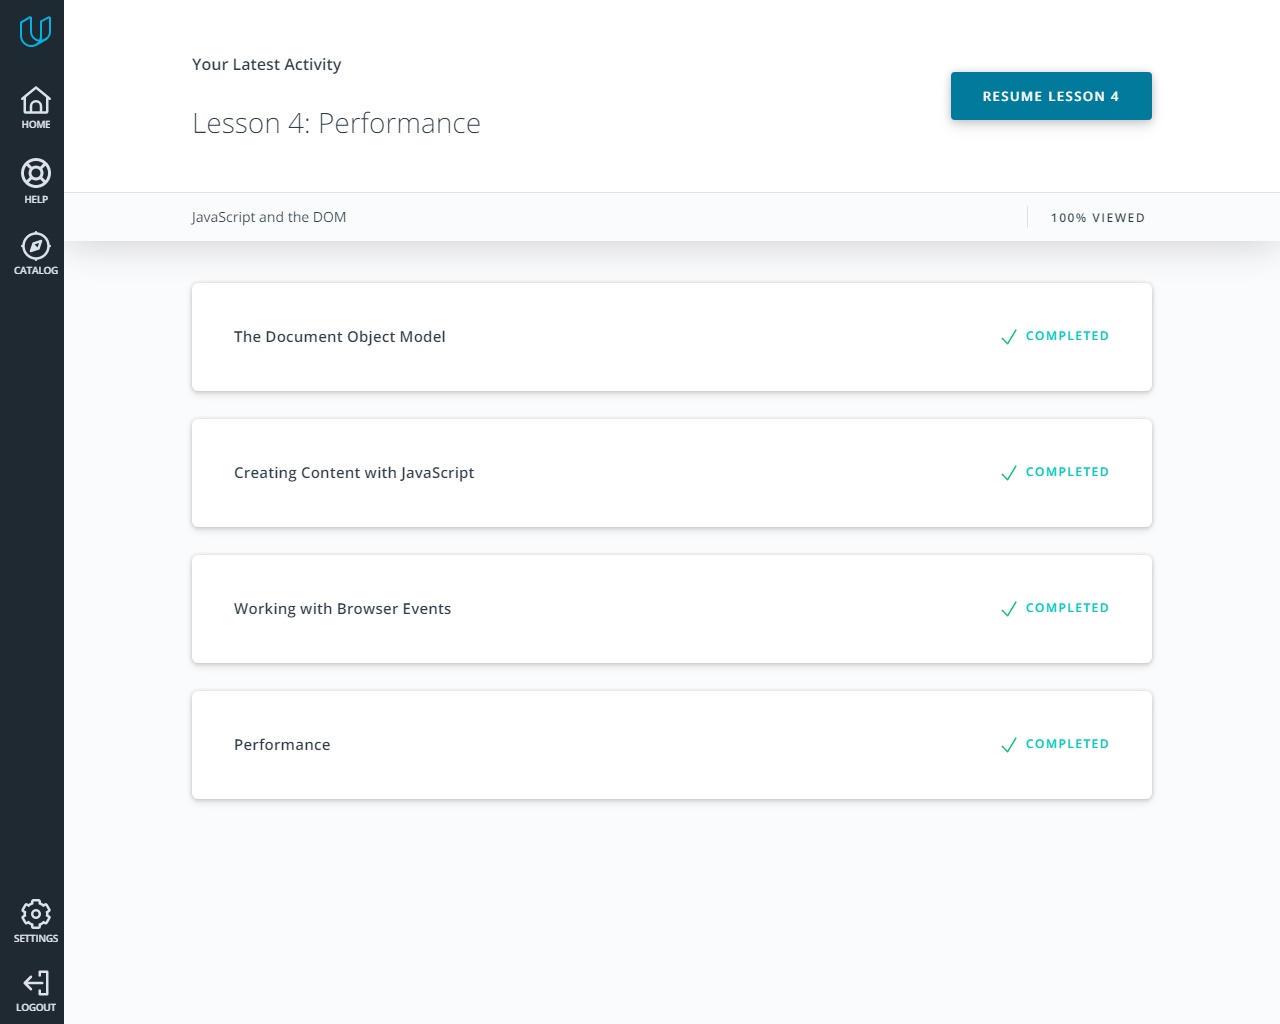 HOME
HELP
CATALOG
SETTINGS
LOGOUT
Your Latest Activity
Lesson 4: Performance
RESUME LESSON 4
JavaScript and the DOM
100% VIEWED
The Document Object Model
COMPLETED
Creating Content with JavaScript
COMPLETED
Working with Browser Events
COMPLETED
Performance
COMPLETED